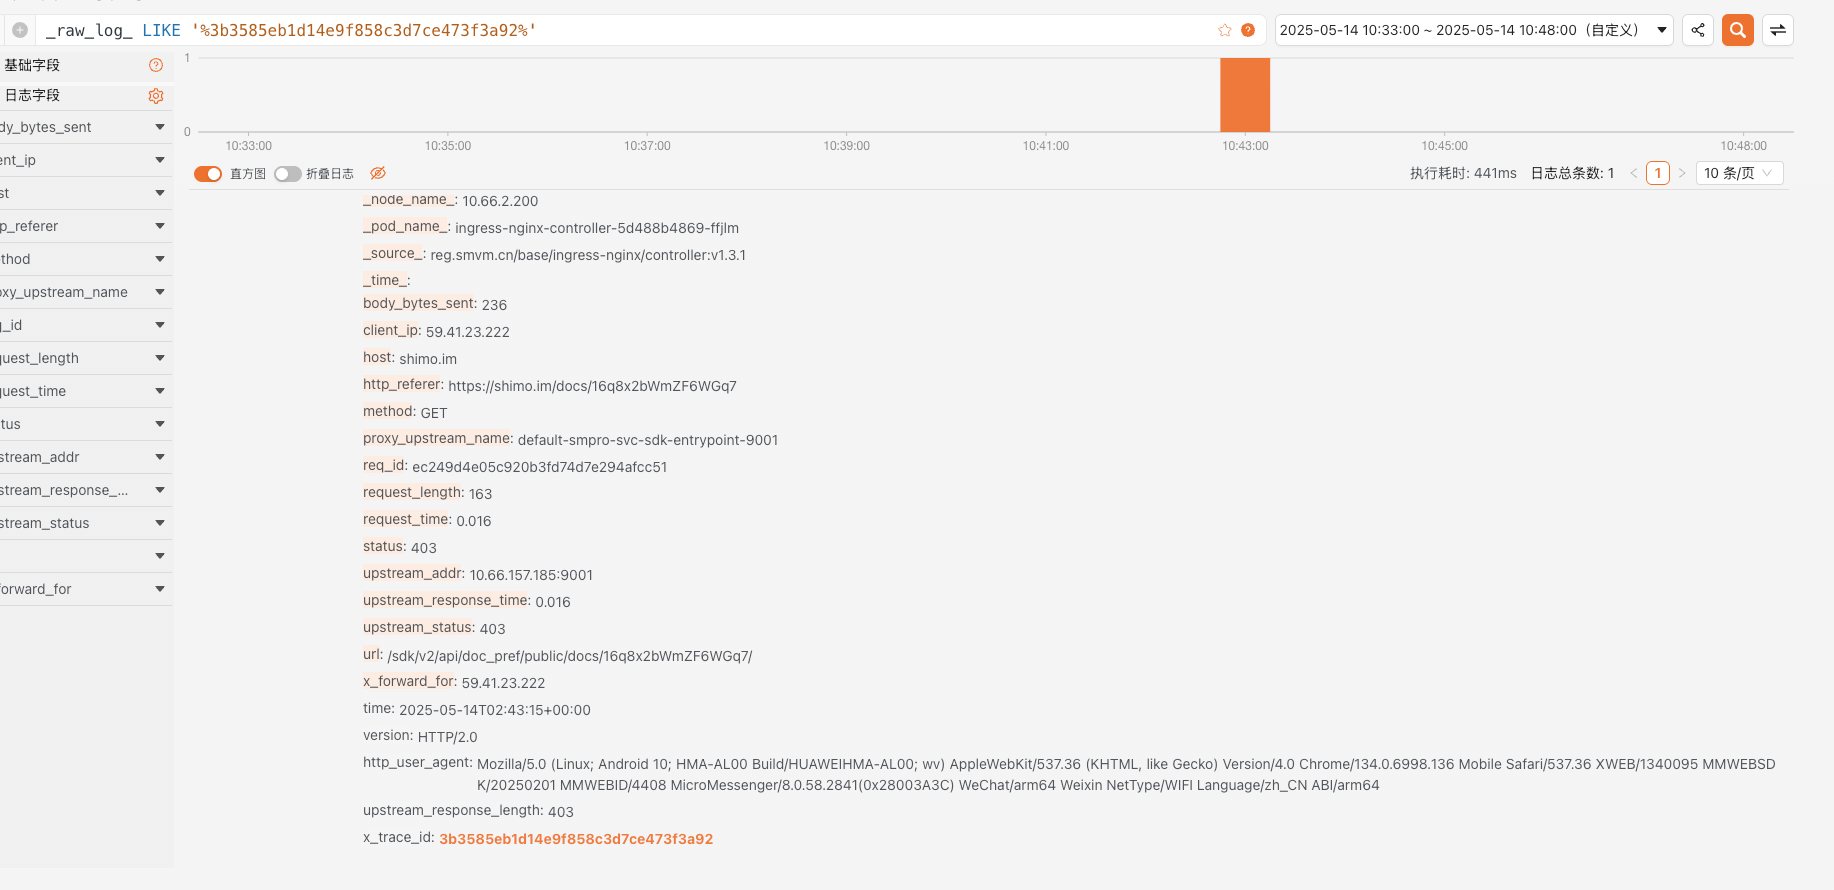 _raw_log_ LIKE '%3b3585eb1d14e9f858c3d7ce473f3a92%'
2025-05-14 10:33:00 ~ 2025-05-14 10:48:00（自定义）
基础字段
日志字段
dy_bytes_sent
ent_ip
st
p_referer
thod
oxy_upstream_name
_id
uest_length
uest_time
tus
stream_addr
stream_response_...
stream_status
orward_for
1
0
10:33:00 10:35:00 10:37:00 10:39:00 10:41:00 10:43:00 10:45:00 10:48:00
直方图 折叠日志
执行耗时: 441ms 日志总条数: 1 < 1 > 10 条/页
_node_name_: 10.66.2.200
_pod_name_: ingress-nginx-controller-5d488b4869-ffjlm
_source_: reg.smvm.cn/base/ingress-nginx/controller:v1.3.1
_time_:
body_bytes_sent: 236
client_ip: 59.41.23.222
host: shimo.im
http_referer: https://shimo.im/docs/16q8x2bWmZF6WGq7
method: GET
proxy_upstream_name: default-smpro-svc-sdk-entrypoint-9001
req_id: ec249d4e05c920b3fd74d7e294afcc51
request_length: 163
request_time: 0.016
status: 403
upstream_addr: 10.66.157.185:9001
upstream_response_time: 0.016
upstream_status: 403
url: /sdk/v2/api/doc_pref/public/docs/16q8x2bWmZF6WGq7/
x_forward_for: 59.41.23.222
time: 2025-05-14T02:43:15+00:00
version: HTTP/2.0
http_user_agent: Mozilla/5.0 (Linux; Android 10; HMA-AL00 Build/HUAWEIHMA-AL00; wv) AppleWebKit/537.36 (KHTML, like Gecko) Version/4.0 Chrome/134.0.6998.136 Mobile Safari/537.36 XWEB/1340095 MMWEBSD
K/20250201 MMWEBID/4408 MicroMessenger/8.0.58.2841(0x28003A3C) WeChat/arm64 Weixin NetType/WIFI Language/zh_CN ABI/arm64
upstream_response_length: 403
x_trace_id: 3b3585eb1d14e9f858c3d7ce473f3a92